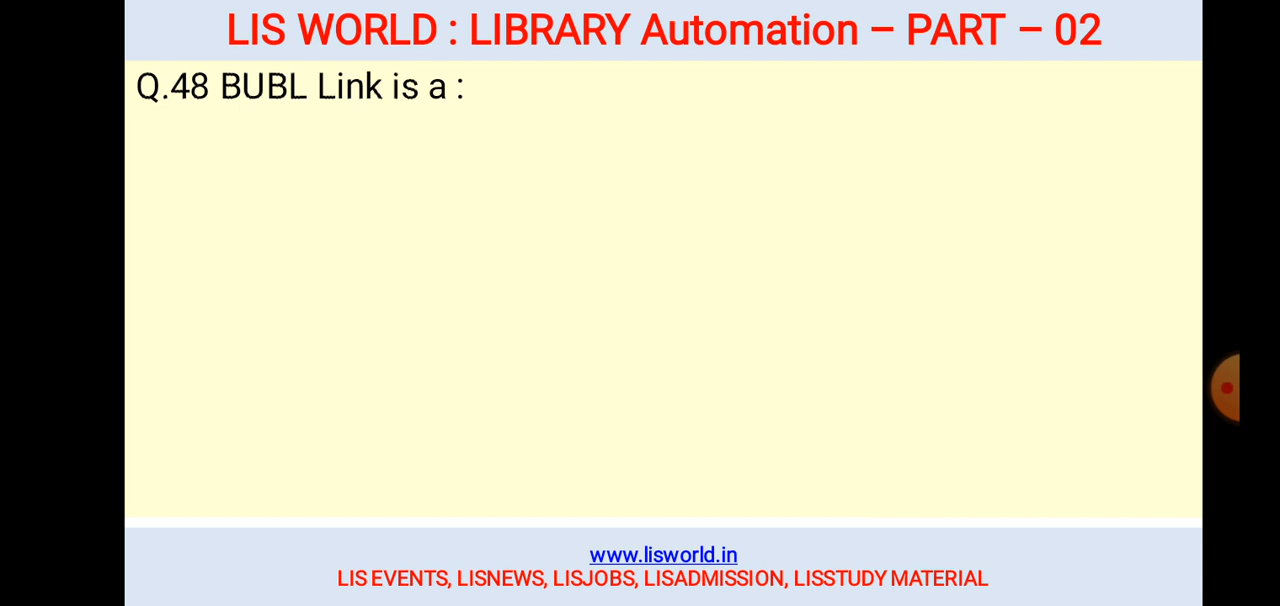 LIS WORLD : LIBRARY Automation – PART – 02
Q.48 BUBL Link is a :
www.lisworld.in
LIS EVENTS, LISNEWS, LISJOBS, LISADMISSION, LISSTUDY MATERIAL